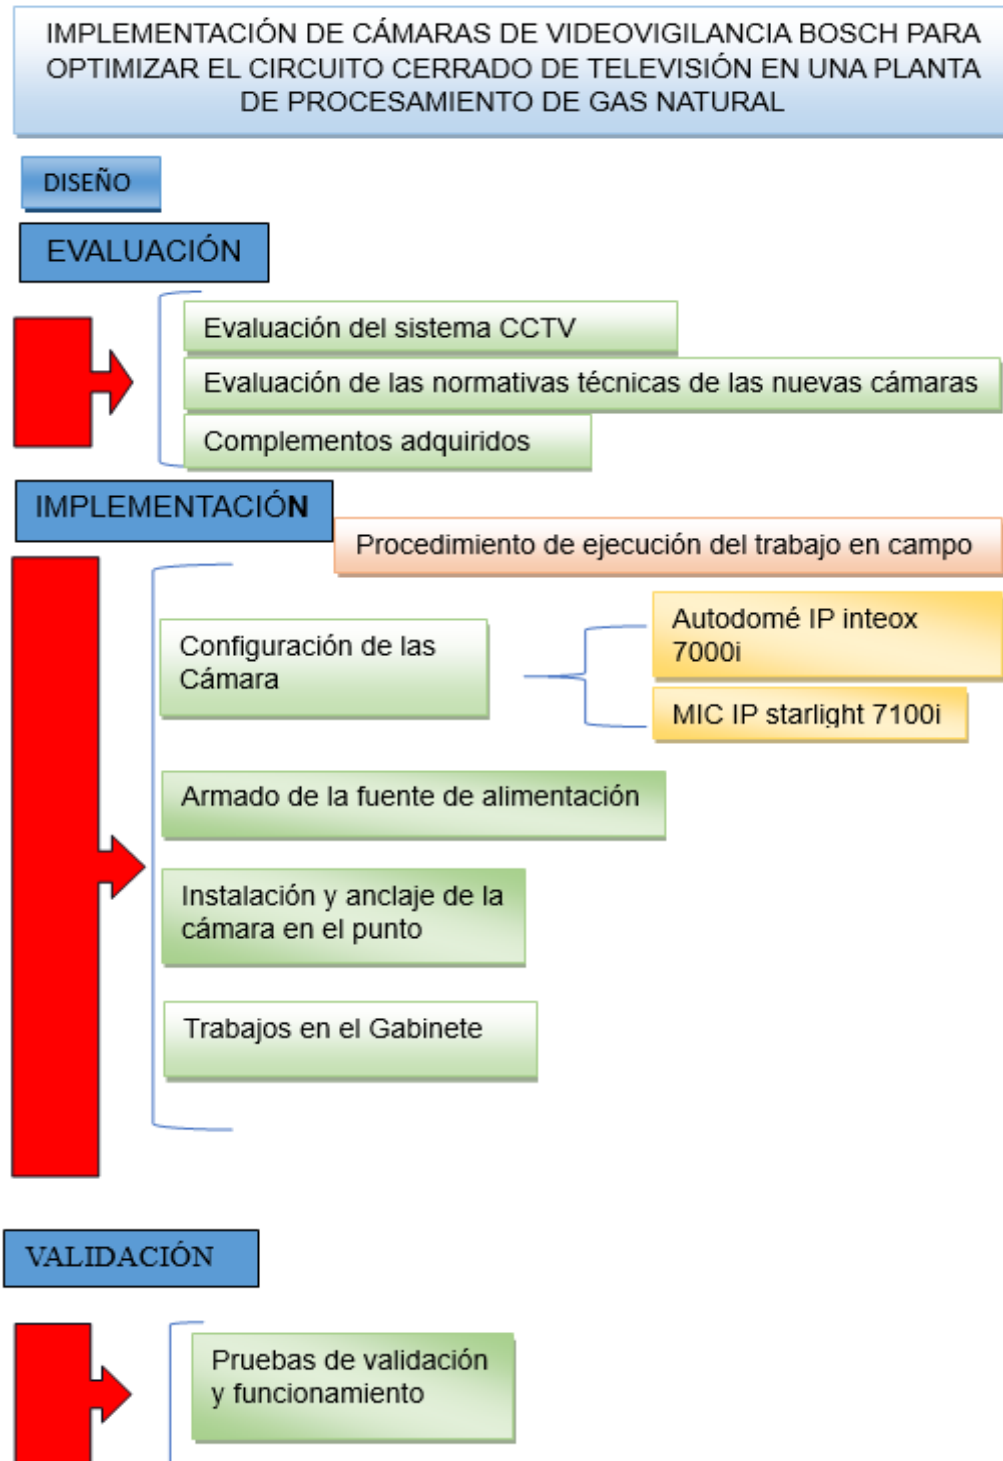 IMPLEMENTACIÓN DE CÁMARAS DE VIDEOVIGILANCIA BOSCH PARA
OPTIMIZAR EL CIRCUITO CERRADO DE TELEVISIÓN EN UNA PLANTA
DE PROCESAMIENTO DE GAS NATURAL
DISEÑO
EVALUACIÓN
Evaluación del sistema CCTV
Evaluación de las normativas técnicas de las nuevas cámaras
Complementos adquiridos
IMPLEMENTACIÓN
Procedimiento de ejecución del trabajo en campo
Configuración de las
Cámara
Autodomé IP inteox
7000i
MIC IP starlight 7100i
Armado de la fuente de alimentación
Instalación y anclaje de la
cámara en el punto
Trabajos en el Gabinete
VALIDACIÓN
Pruebas de validación
y funcionamiento